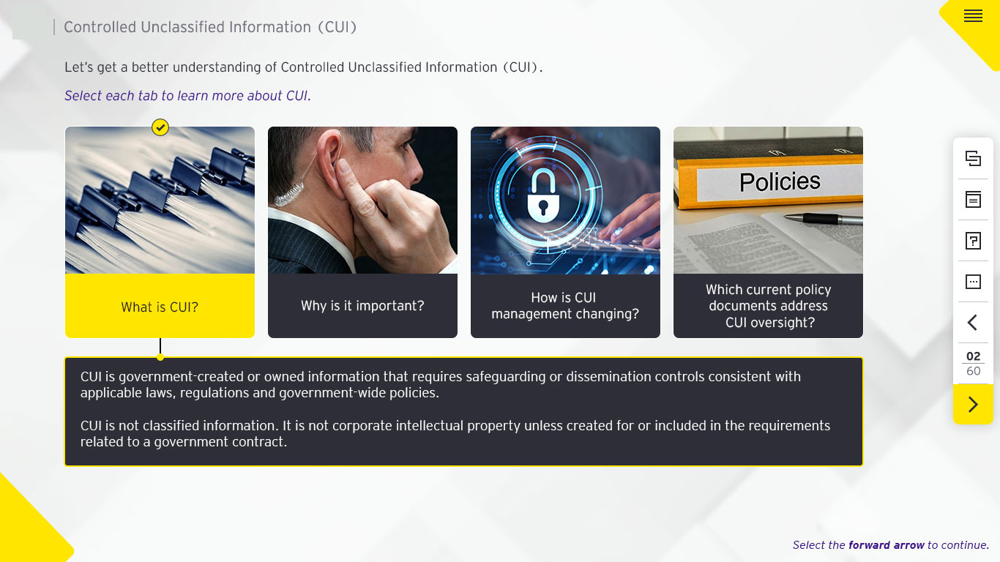 Controlled Unclassified Information (CUI)
Let's get a better understanding of Controlled Unclassified Information (CUI).
Select each tab to learn more about CUI.
Policies
What is CUI?
Why is it important?
How is CUI
management changing?
Which current policy
documents address
CUI oversight?
CUI is government-created or owned information that requires safeguarding or dissemination controls consistent with
applicable laws, regulations and government-wide policies.
CUI is not classified information. It is not corporate intellectual property unless created for or included in the requirements
related to a government contract.
02
60
Select the forward arrow to continue.